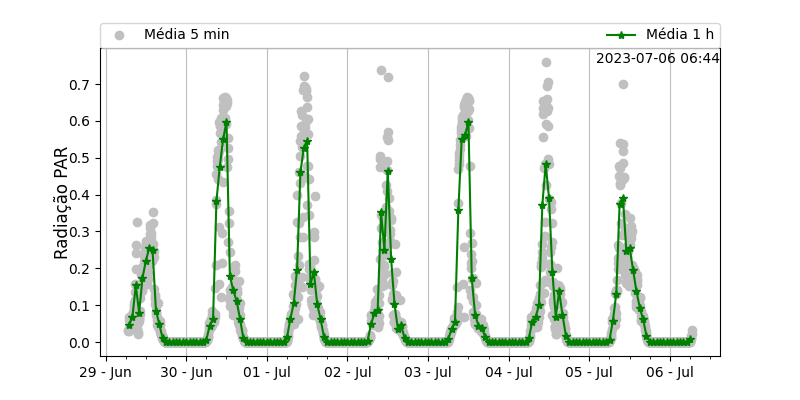 Média 5 min
Média 1 h
2023-07-06 06:44
Radiação PAR
0.7
0.6
0.5
0.4
0.3
0.2
0.1
0.0
29 - Jun
30 - Jun
01 - Jul
02 - Jul
03 - Jul
04 - Jul
05 - Jul
06 - Jul